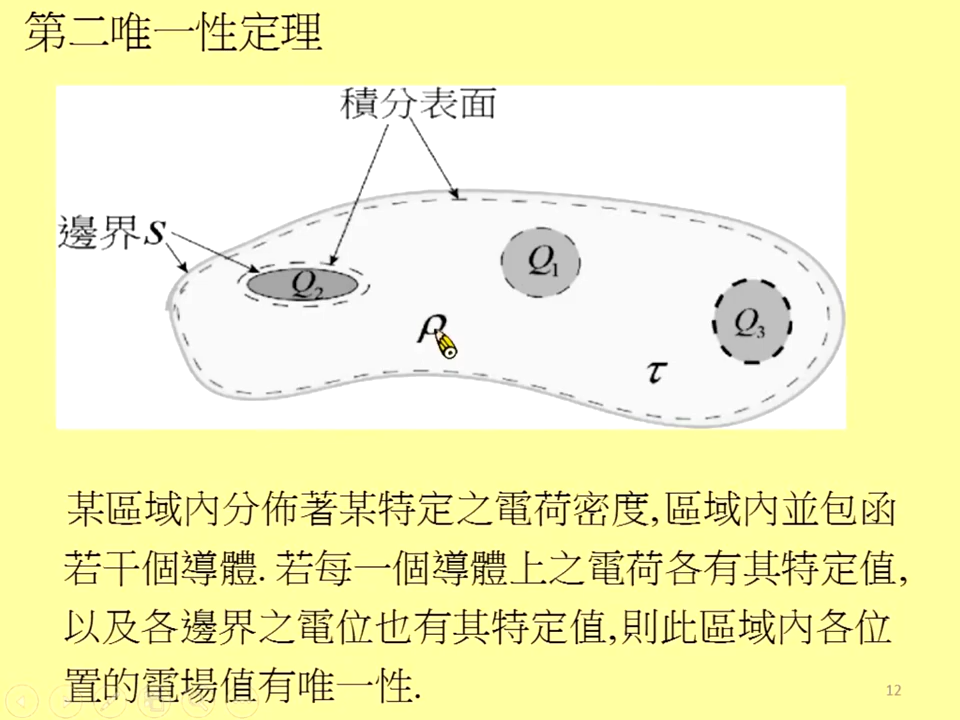 第二唯一性定理
積分表面
邊界S
Q1
Q2
ρ
Q3
τ
某區域內分佈著某特定之電荷密度,區域內並包函
若干個導體. 若每一個導體上之電荷各有其特定值,
以及各邊界之電位也有其特定值,則此區域內各位
置的電場值有唯一性.
12